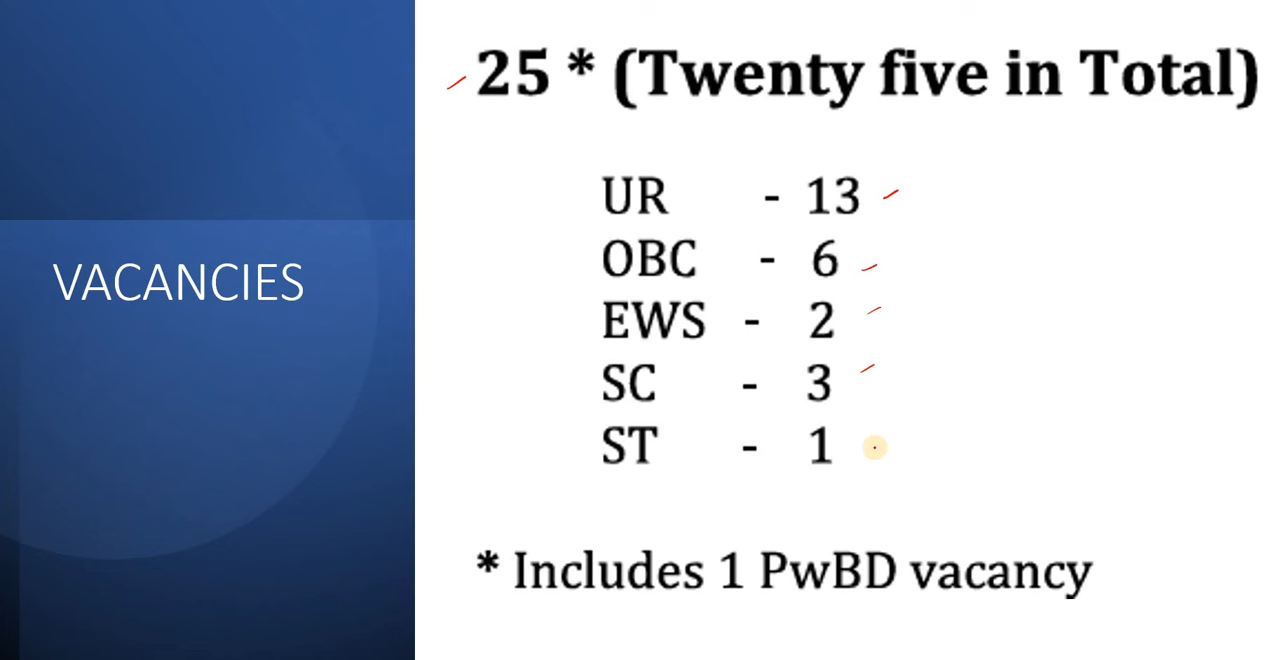 VACANCIES
25 * (Twenty five in Total)
UR - 13
OBC - 6
EWS - 2
SC - 3
ST - 1
* Includes 1 PwBD vacancy